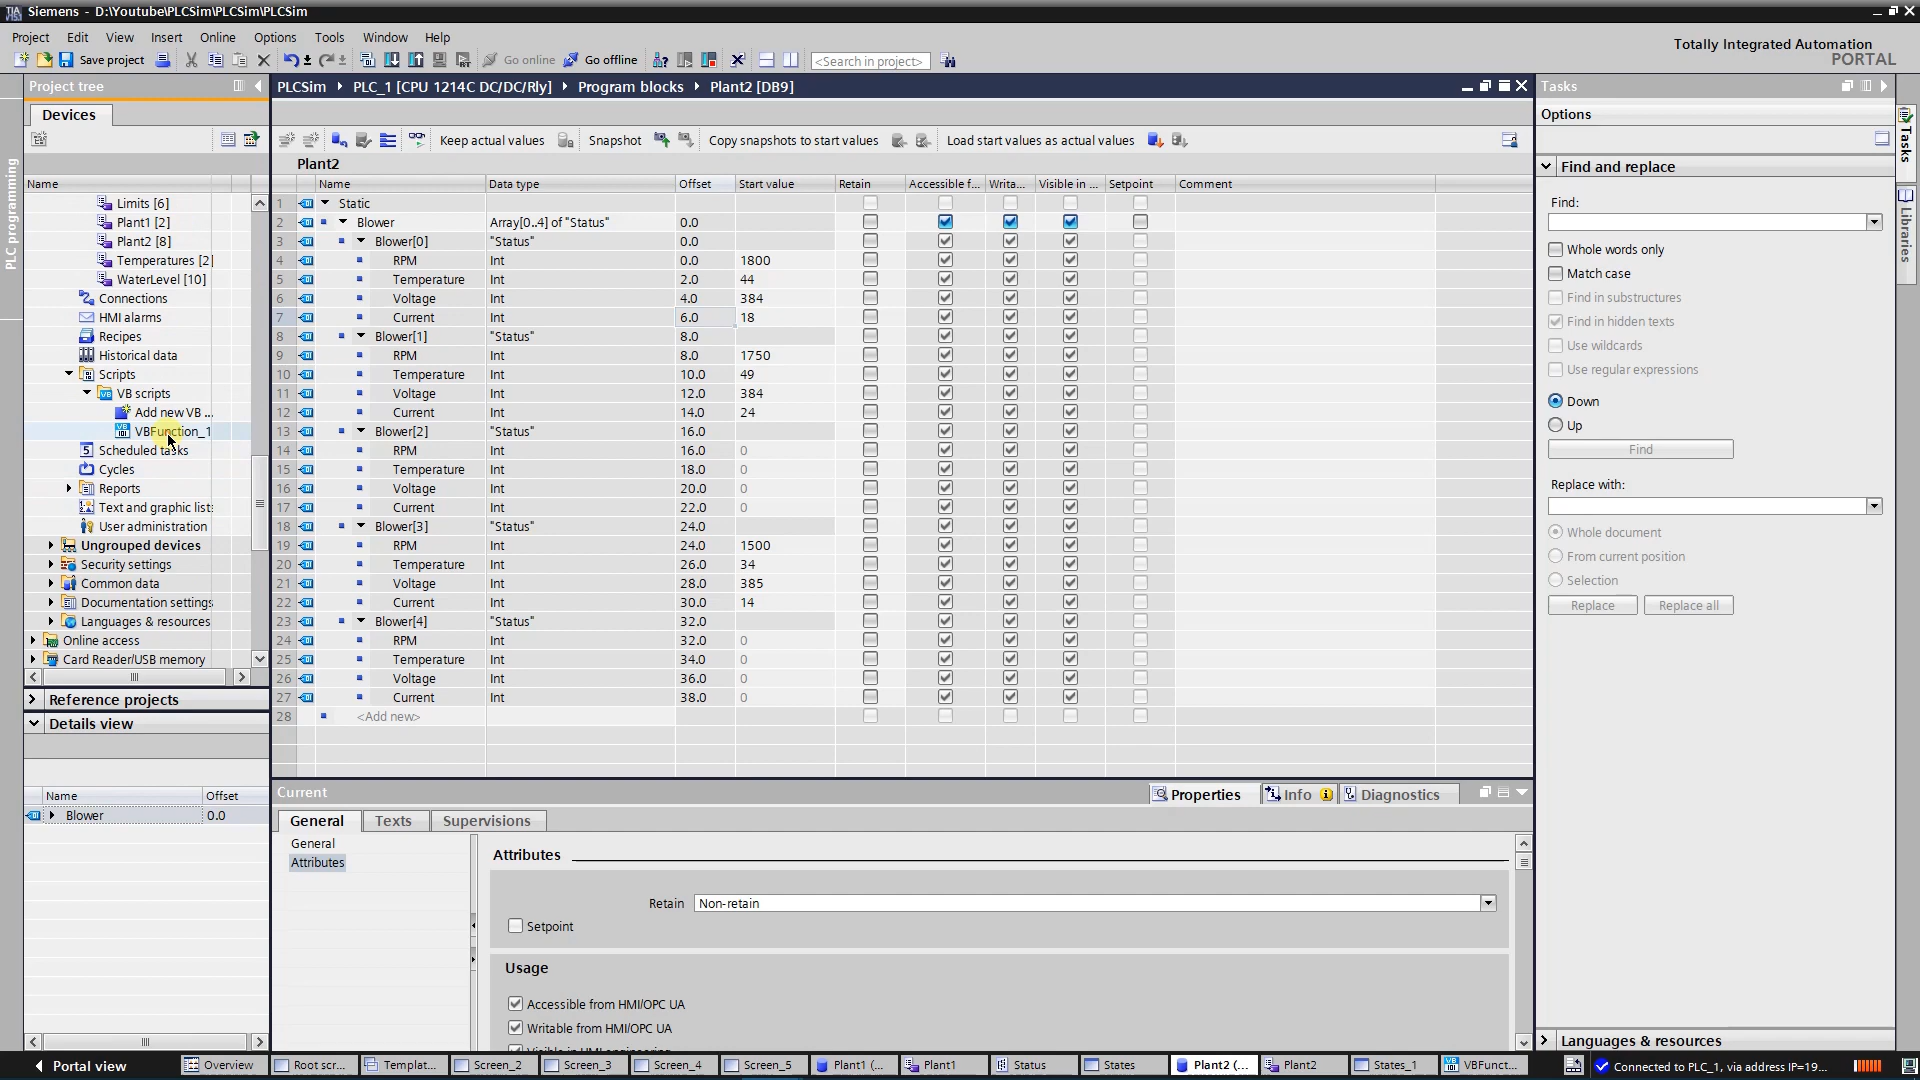 Siemens - D:\Youtube\PLCSim\PLCSim\PLCSim
Project Edit View Insert Online Options Tools Window Help
Totally Integrated Automation
PORTAL
Save project Go online Go offline <Search in project>
Project tree
PLCSim PLC_1 [CPU 1214C DC/DC/Rly] Program blocks Plant2 [DB9]
Tasks
Devices
Options
Keep actual values Snapshot Copy snapshots to start values Load start values as actual values
Plant2
Find and replace
PLC programming
Tasks
Libraries
Name
Name Data type Offset Start value Retain Accessible f... Writa... Visible in ... Setpoint Comment
Limits [6]
Plant1 [2]
Plant2 [8]
Temperatures [2]
WaterLevel [10]
Connections
HMI alarms
Recipes
Historical data
Scripts
VB scripts
Add new VB ...
VBFunction_1
Scheduled tasks
Cycles
Reports
Text and graphic lists
User administration
Ungrouped devices
Security settings
Common data
Documentation settings
Languages & resources
Online access
Card Reader/USB memory
1 Static
2 Blower Array[0..4] of "Status" 0.0
3 Blower[0] "Status" 0.0
4 RPM Int 0.0 1800
5 Temperature Int 2.0 44
6 Voltage Int 4.0 384
7 Current Int 6.0 18
8 Blower[1] "Status" 8.0
9 RPM Int 8.0 1750
10 Temperature Int 10.0 49
11 Voltage Int 12.0 384
12 Current Int 14.0 24
13 Blower[2] "Status" 16.0
14 RPM Int 16.0 0
15 Temperature Int 18.0 0
16 Voltage Int 20.0 0
17 Current Int 22.0 0
18 Blower[3] "Status" 24.0
19 RPM Int 24.0 1500
20 Temperature Int 26.0 34
21 Voltage Int 28.0 385
22 Current Int 30.0 14
23 Blower[4] "Status" 32.0
24 RPM Int 32.0 0
25 Temperature Int 34.0 0
26 Voltage Int 36.0 0
27 Current Int 38.0 0
28 <Add new>
Find:
Whole words only
Match case
Find in substructures
Find in hidden texts
Use wildcards
Use regular expressions
Down
Up
Find
Replace with:
Whole document
From current position
Selection
Replace Replace all
Reference projects
Details view
Name Offset
Blower 0.0
Current
Properties Info Diagnostics
General Texts Supervisions
General
Attributes
Attributes
Retain Non-retain
Setpoint
Usage
Accessible from HMI/OPC UA
Writable from HMI/OPC UA
Languages & resources
Portal view Overview Root scr... Templat... Screen_2 Screen_3 Screen_4 Screen_5 Plant1 (... Plant1 Status States Plant2 (... Plant2 States_1 VBFunct... Connected to PLC_1, via address IP=19...